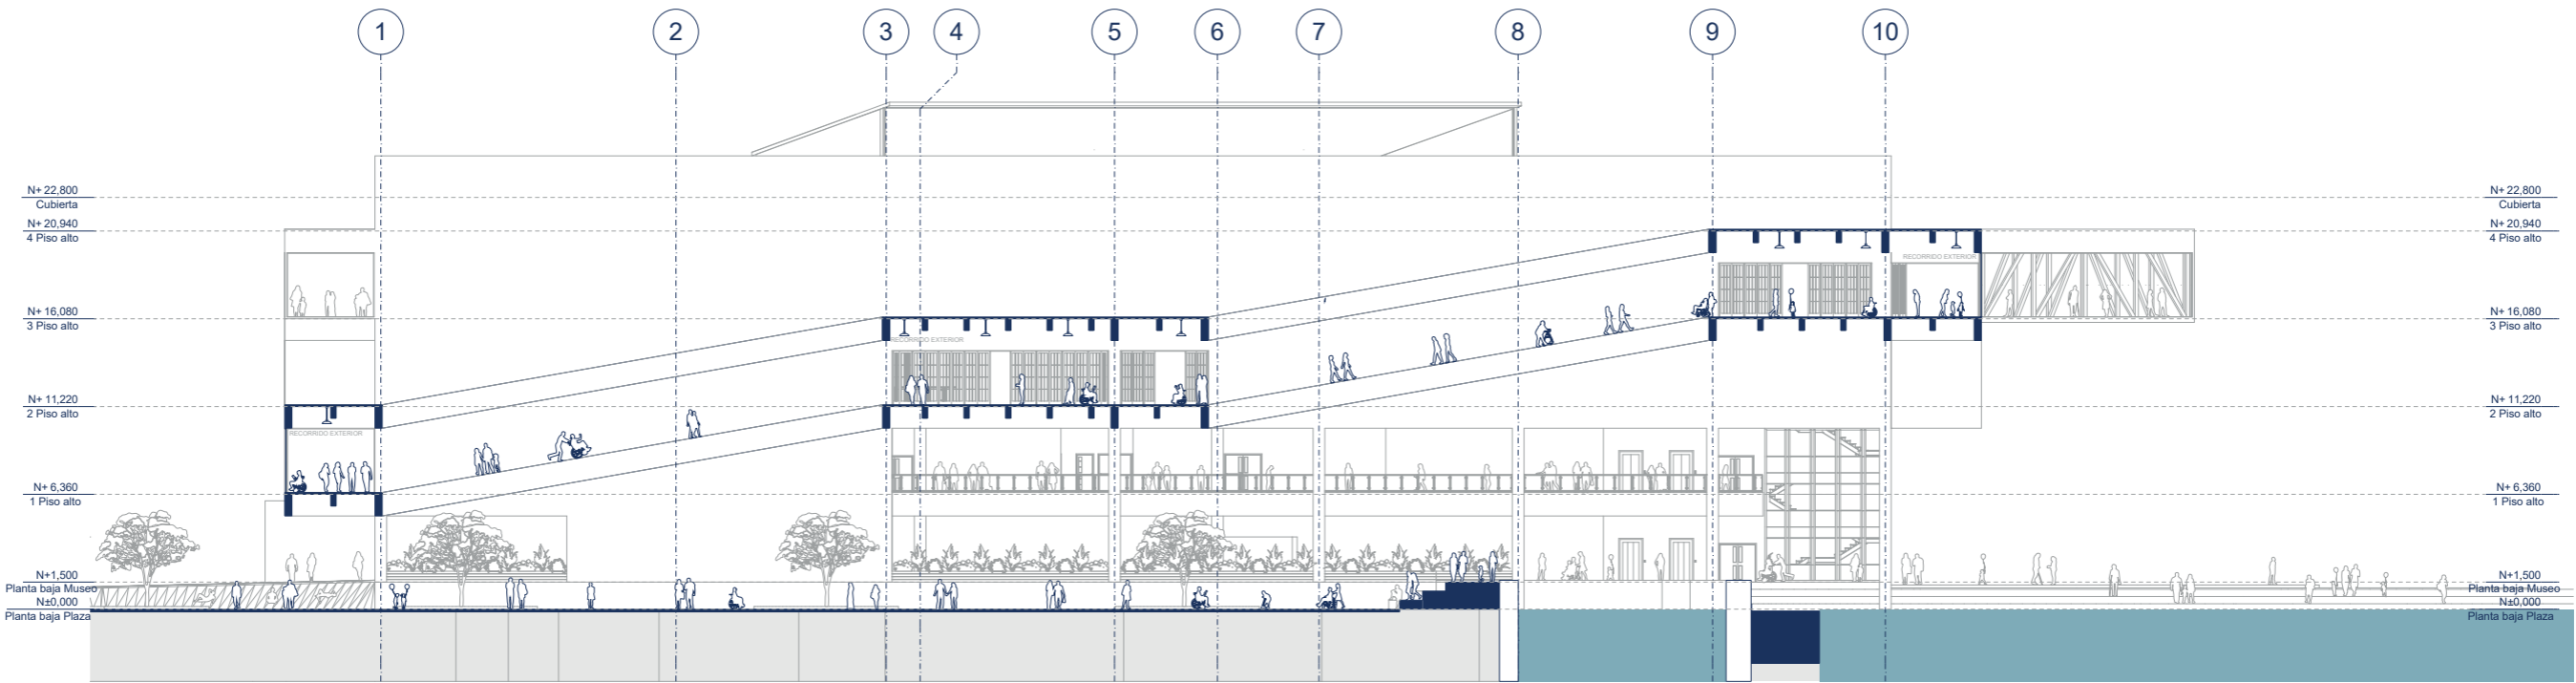 1 2 3 4 5 6 7 8 9 10
N+ 22,800
Cubierta
N+ 20,940
4 Piso alto
N+ 16,080
3 Piso alto
N+ 11,220
2 Piso alto
N+ 6,360
1 Piso alto
N+1,500
Planta baja Museo
N±0,000
Planta baja Plaza
RECORRIDO EXTERIOR
RECORRIDO EXTERIOR
RECORRIDO EXTERIOR
N+ 22,800
Cubierta
N+ 20,940
4 Piso alto
N+ 16,080
3 Piso alto
N+ 11,220
2 Piso alto
N+ 6,360
1 Piso alto
N+1,500
Planta baja Museo
N±0,000
Planta baja Plaza